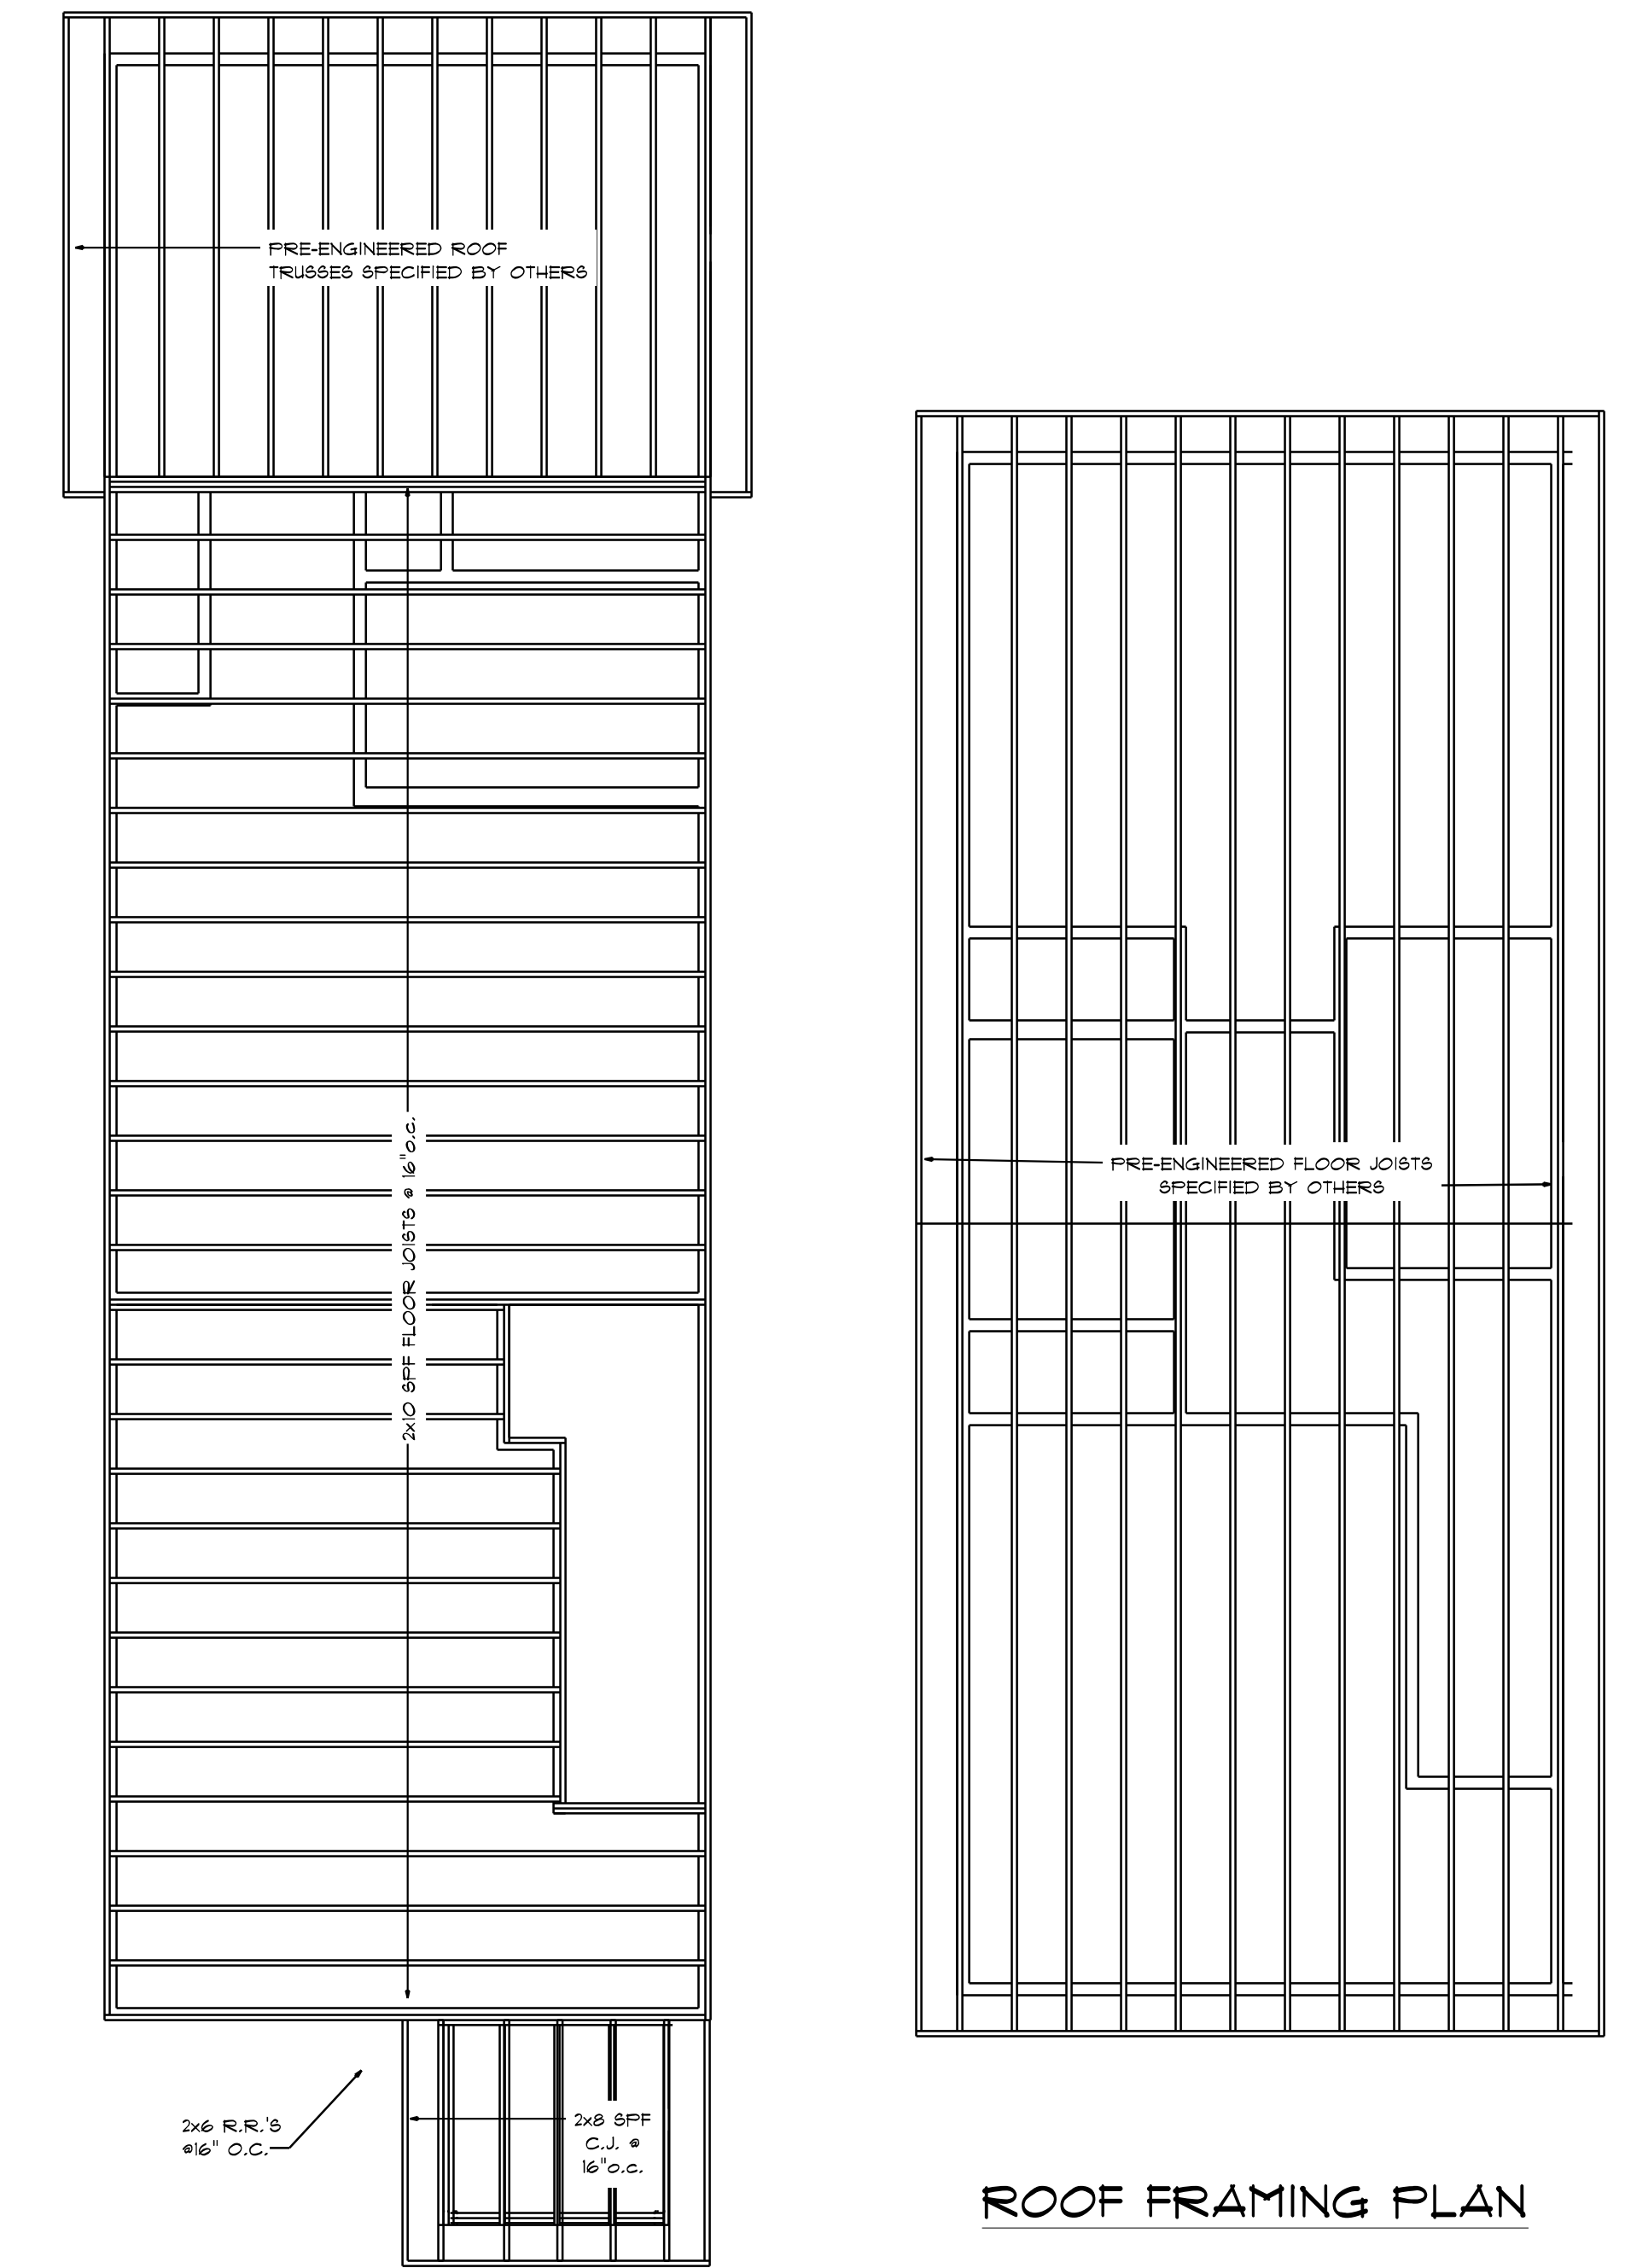 PRE-ENGINEERED ROOF
TRUSSES SPECIFIED BY OTHERS
2x10 SPF FLOOR JOISTS @ 16"o.c.
PRE-ENGINEERED FLOOR JOISTS
SPECIFIED BY OTHERS
2x6 R.R.'S
@16" O.C.
2x8 SPF
C.J. @
16"o.c.
ROOF FRAMING PLAN